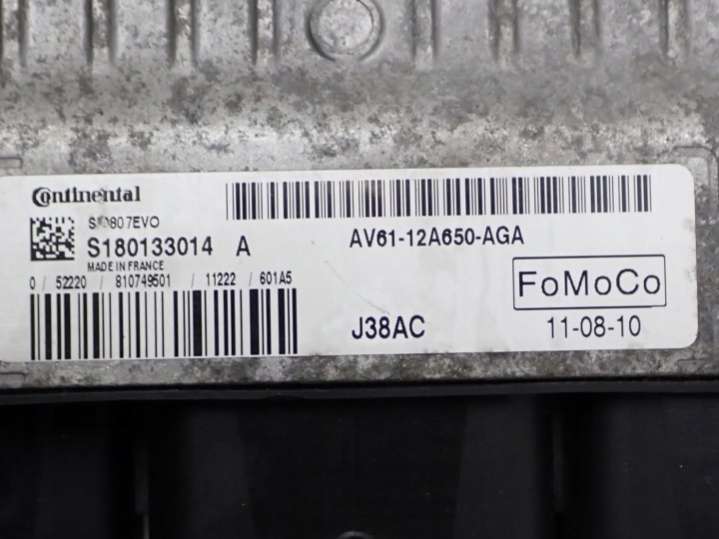 Continental
S180133014 A
MADE IN FRANCE
0 / 52220 / 810749501 / 11222 / 601A5
AV61-12A650-AGA
FoMoCo
J38AC
11-08-10